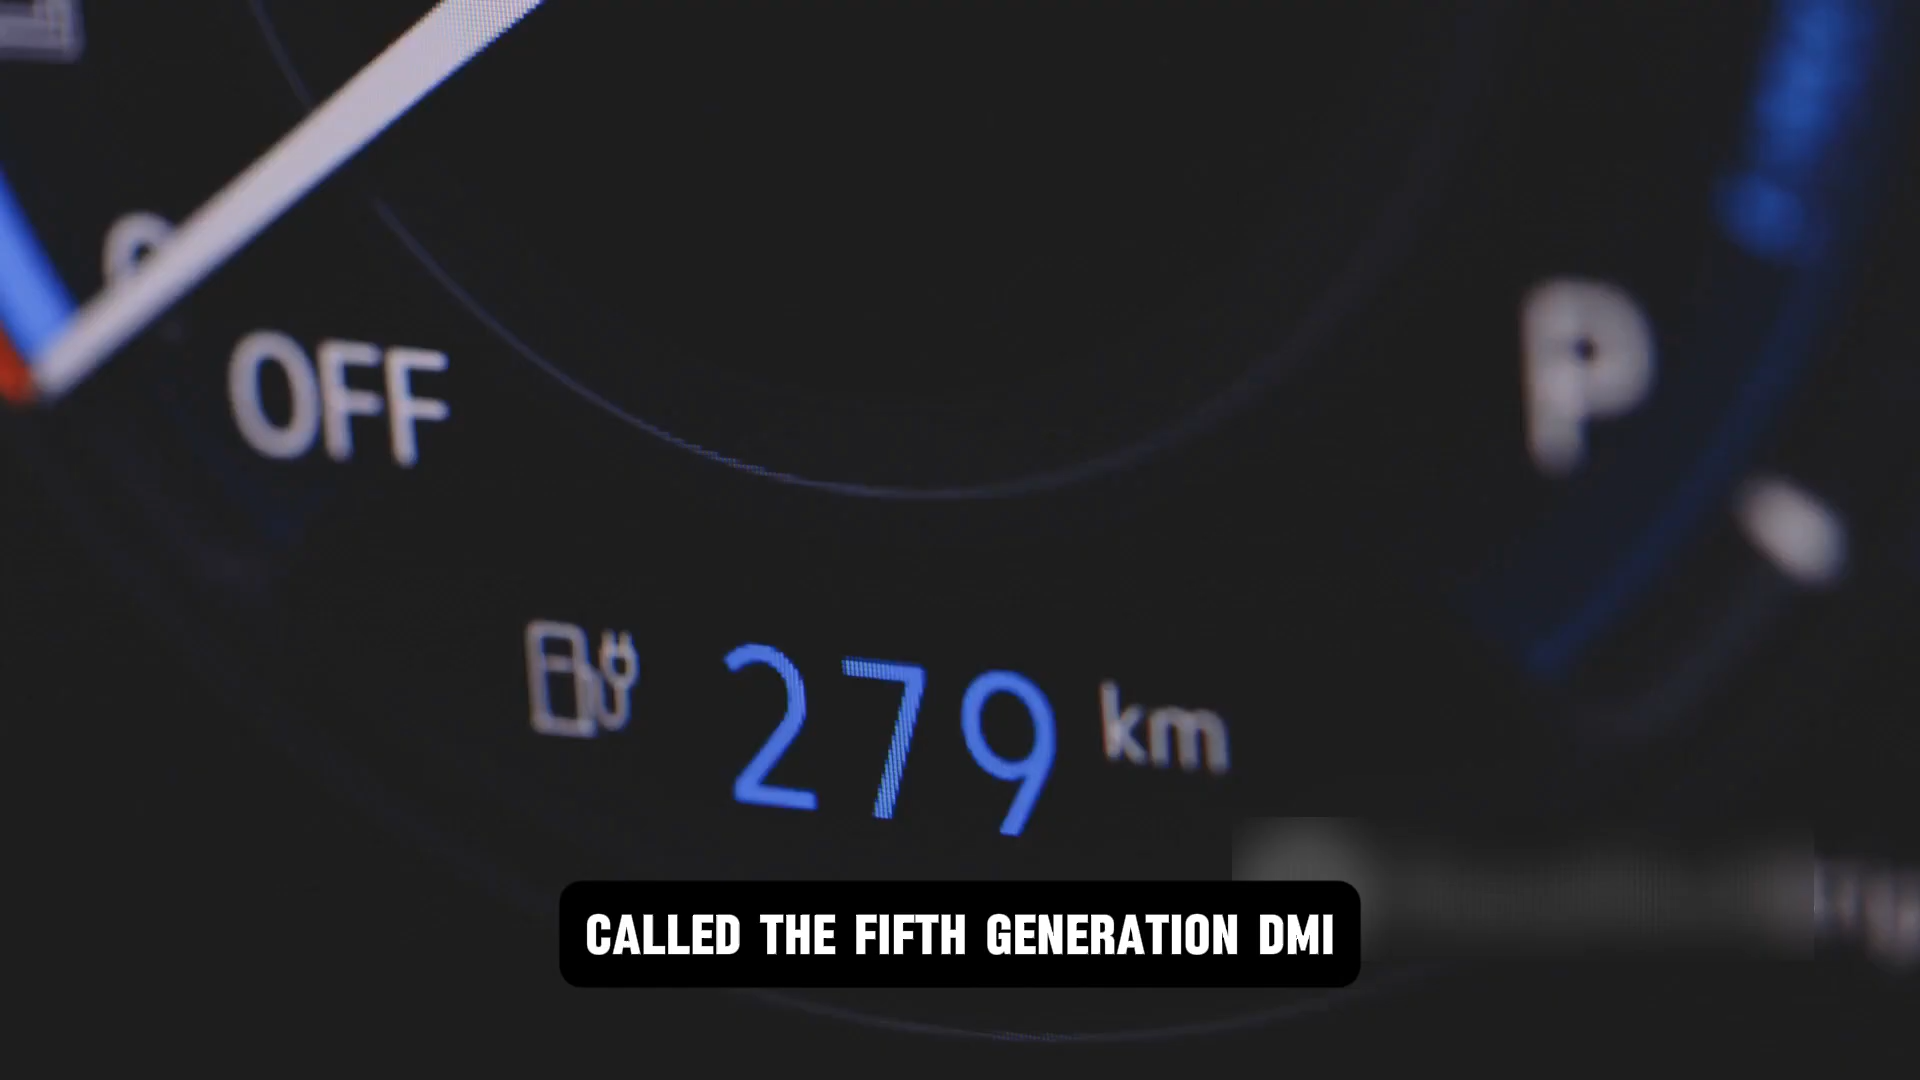 OFF
P
279 km
CALLED THE FIFTH GENERATION DMI